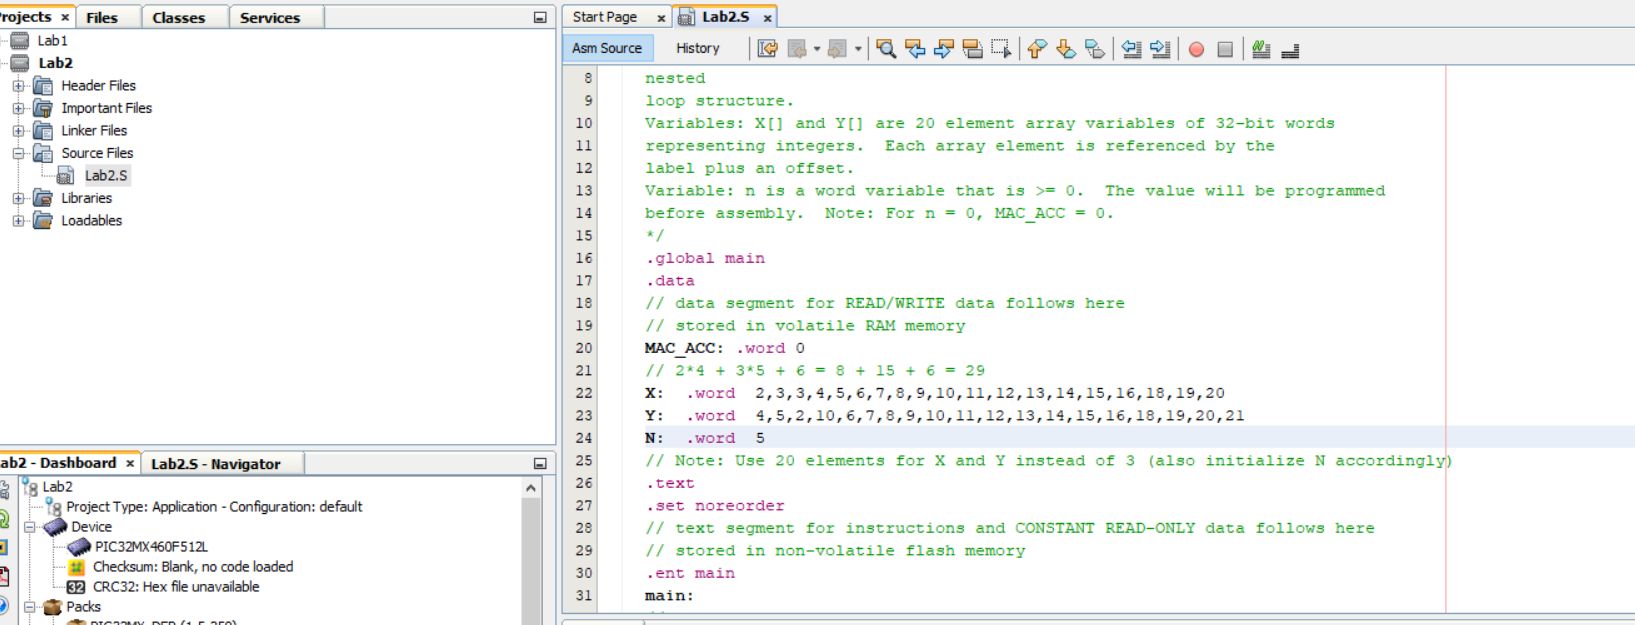 Projects × Files Classes Services
Lab1
Lab2
Header Files
Important Files
Linker Files
Source Files
Lab2.S
Libraries
Loadables
Lab2 - Dashboard × Lab2.S - Navigator
Lab2
Project Type: Application - Configuration: default
Device
PIC32MX460F512L
Checksum: Blank, no code loaded
32 CRC32: Hex file unavailable
Packs
Start Page × Lab2.S ×
Asm Source History
8 nested
9 loop structure.
10 Variables: X[] and Y[] are 20 element array variables of 32-bit words
11 representing integers.  Each array element is referenced by the
12 label plus an offset.
13 Variable: n is a word variable that is >= 0.  The value will be programmed
14 before assembly.  Note: For n = 0, MAC_ACC = 0.
15 */
16 .global main
17 .data
18 // data segment for READ/WRITE data follows here
19 // stored in volatile RAM memory
20 MAC_ACC: .word 0
21 // 2*4 + 3*5 + 6 = 8 + 15 + 6 = 29
22 X:  .word  2,3,3,4,5,6,7,8,9,10,11,12,13,14,15,16,18,19,20
23 Y:  .word  4,5,2,10,6,7,8,9,10,11,12,13,14,15,16,18,19,20,21
24 N:  .word  5
25 // Note: Use 20 elements for X and Y instead of 3 (also initialize N accordingly)
26 .text
27 .set noreorder
28 // text segment for instructions and CONSTANT READ-ONLY data follows here
29 // stored in non-volatile flash memory
30 .ent main
31 main: